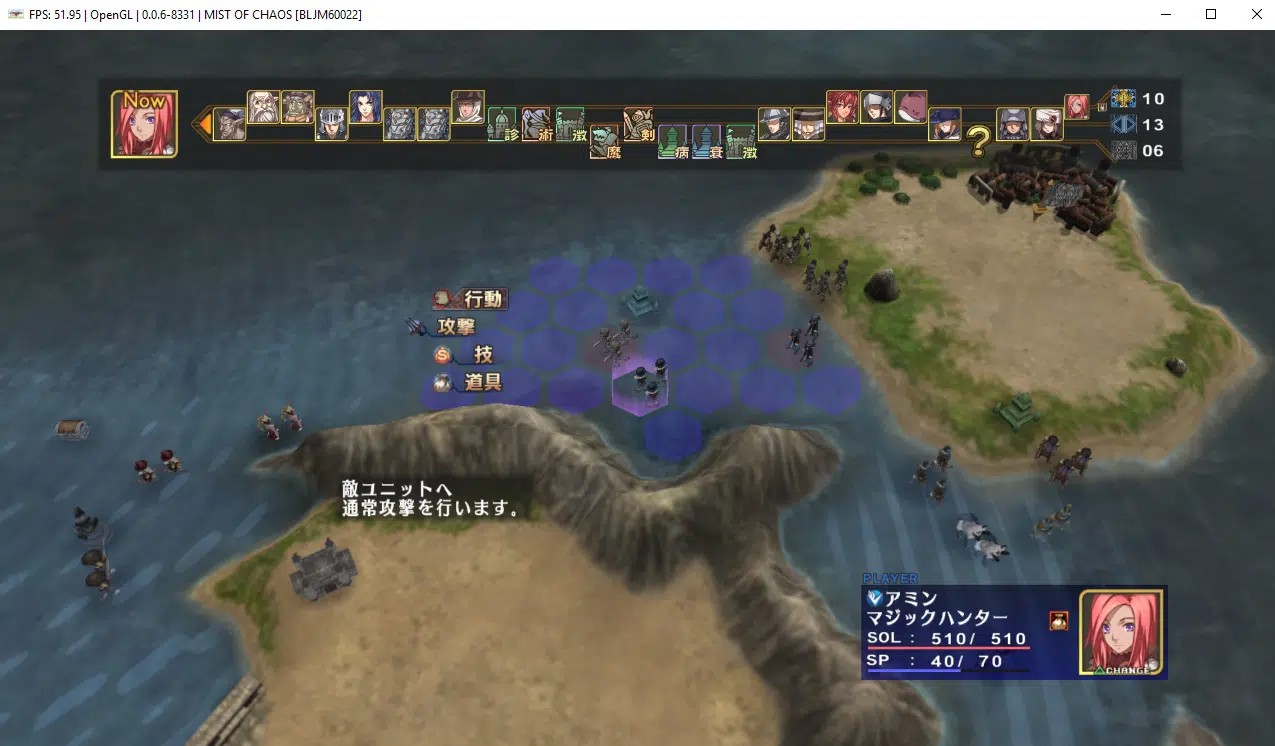 FPS: 51.95 | OpenGL | 0.0.6-8331 | MIST OF CHAOS [BLJM60022]
Now
診
術
徴
魔
剣
病
衰
徴
?
10
13
06
行動
攻撃
S 技
道具
敵ユニットへ
通常攻撃を行います。
PLAYER
アミン
マジックハンター
SOL : 510/ 510
SP : 40/ 70
△CHANGE